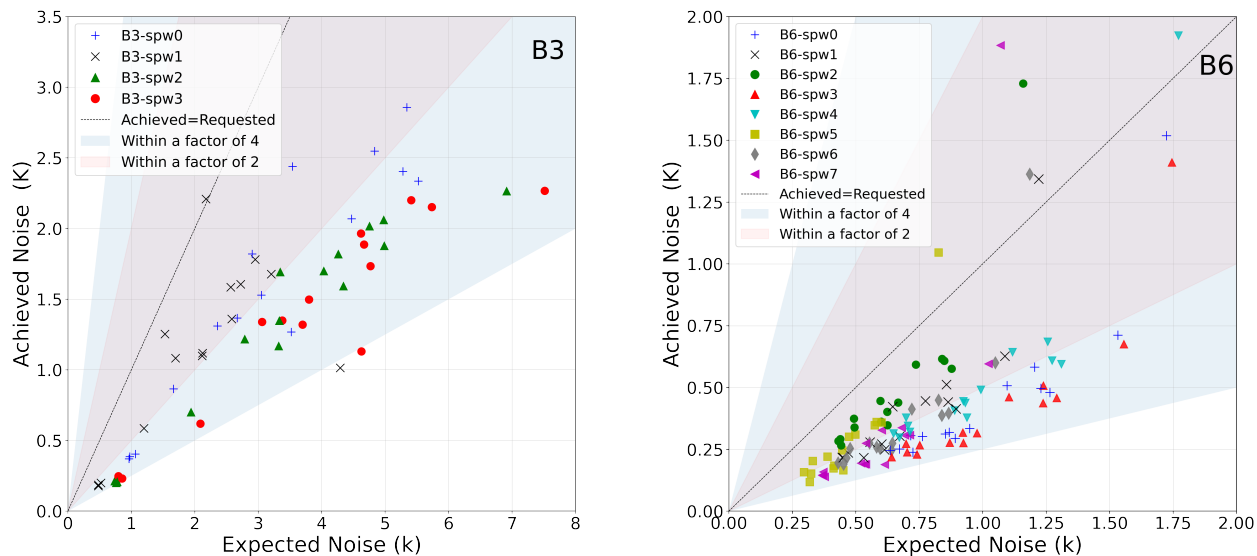 3.5
3.0
2.5
2.0
1.5
1.0
0.5
0.0
0 1 2 3 4 5 6 7 8
Achieved Noise (K)
Expected Noise (k)
B3
B3-spw0
B3-spw1
B3-spw2
B3-spw3
Achieved=Requested
Within a factor of 4
Within a factor of 2
2.00
1.75
1.50
1.25
1.00
0.75
0.50
0.25
0.00
0.00 0.25 0.50 0.75 1.00 1.25 1.50 1.75 2.00
Achieved Noise (K)
Expected Noise (k)
B6
B6-spw0
B6-spw1
B6-spw2
B6-spw3
B6-spw4
B6-spw5
B6-spw6
B6-spw7
Achieved=Requested
Within a factor of 4
Within a factor of 2